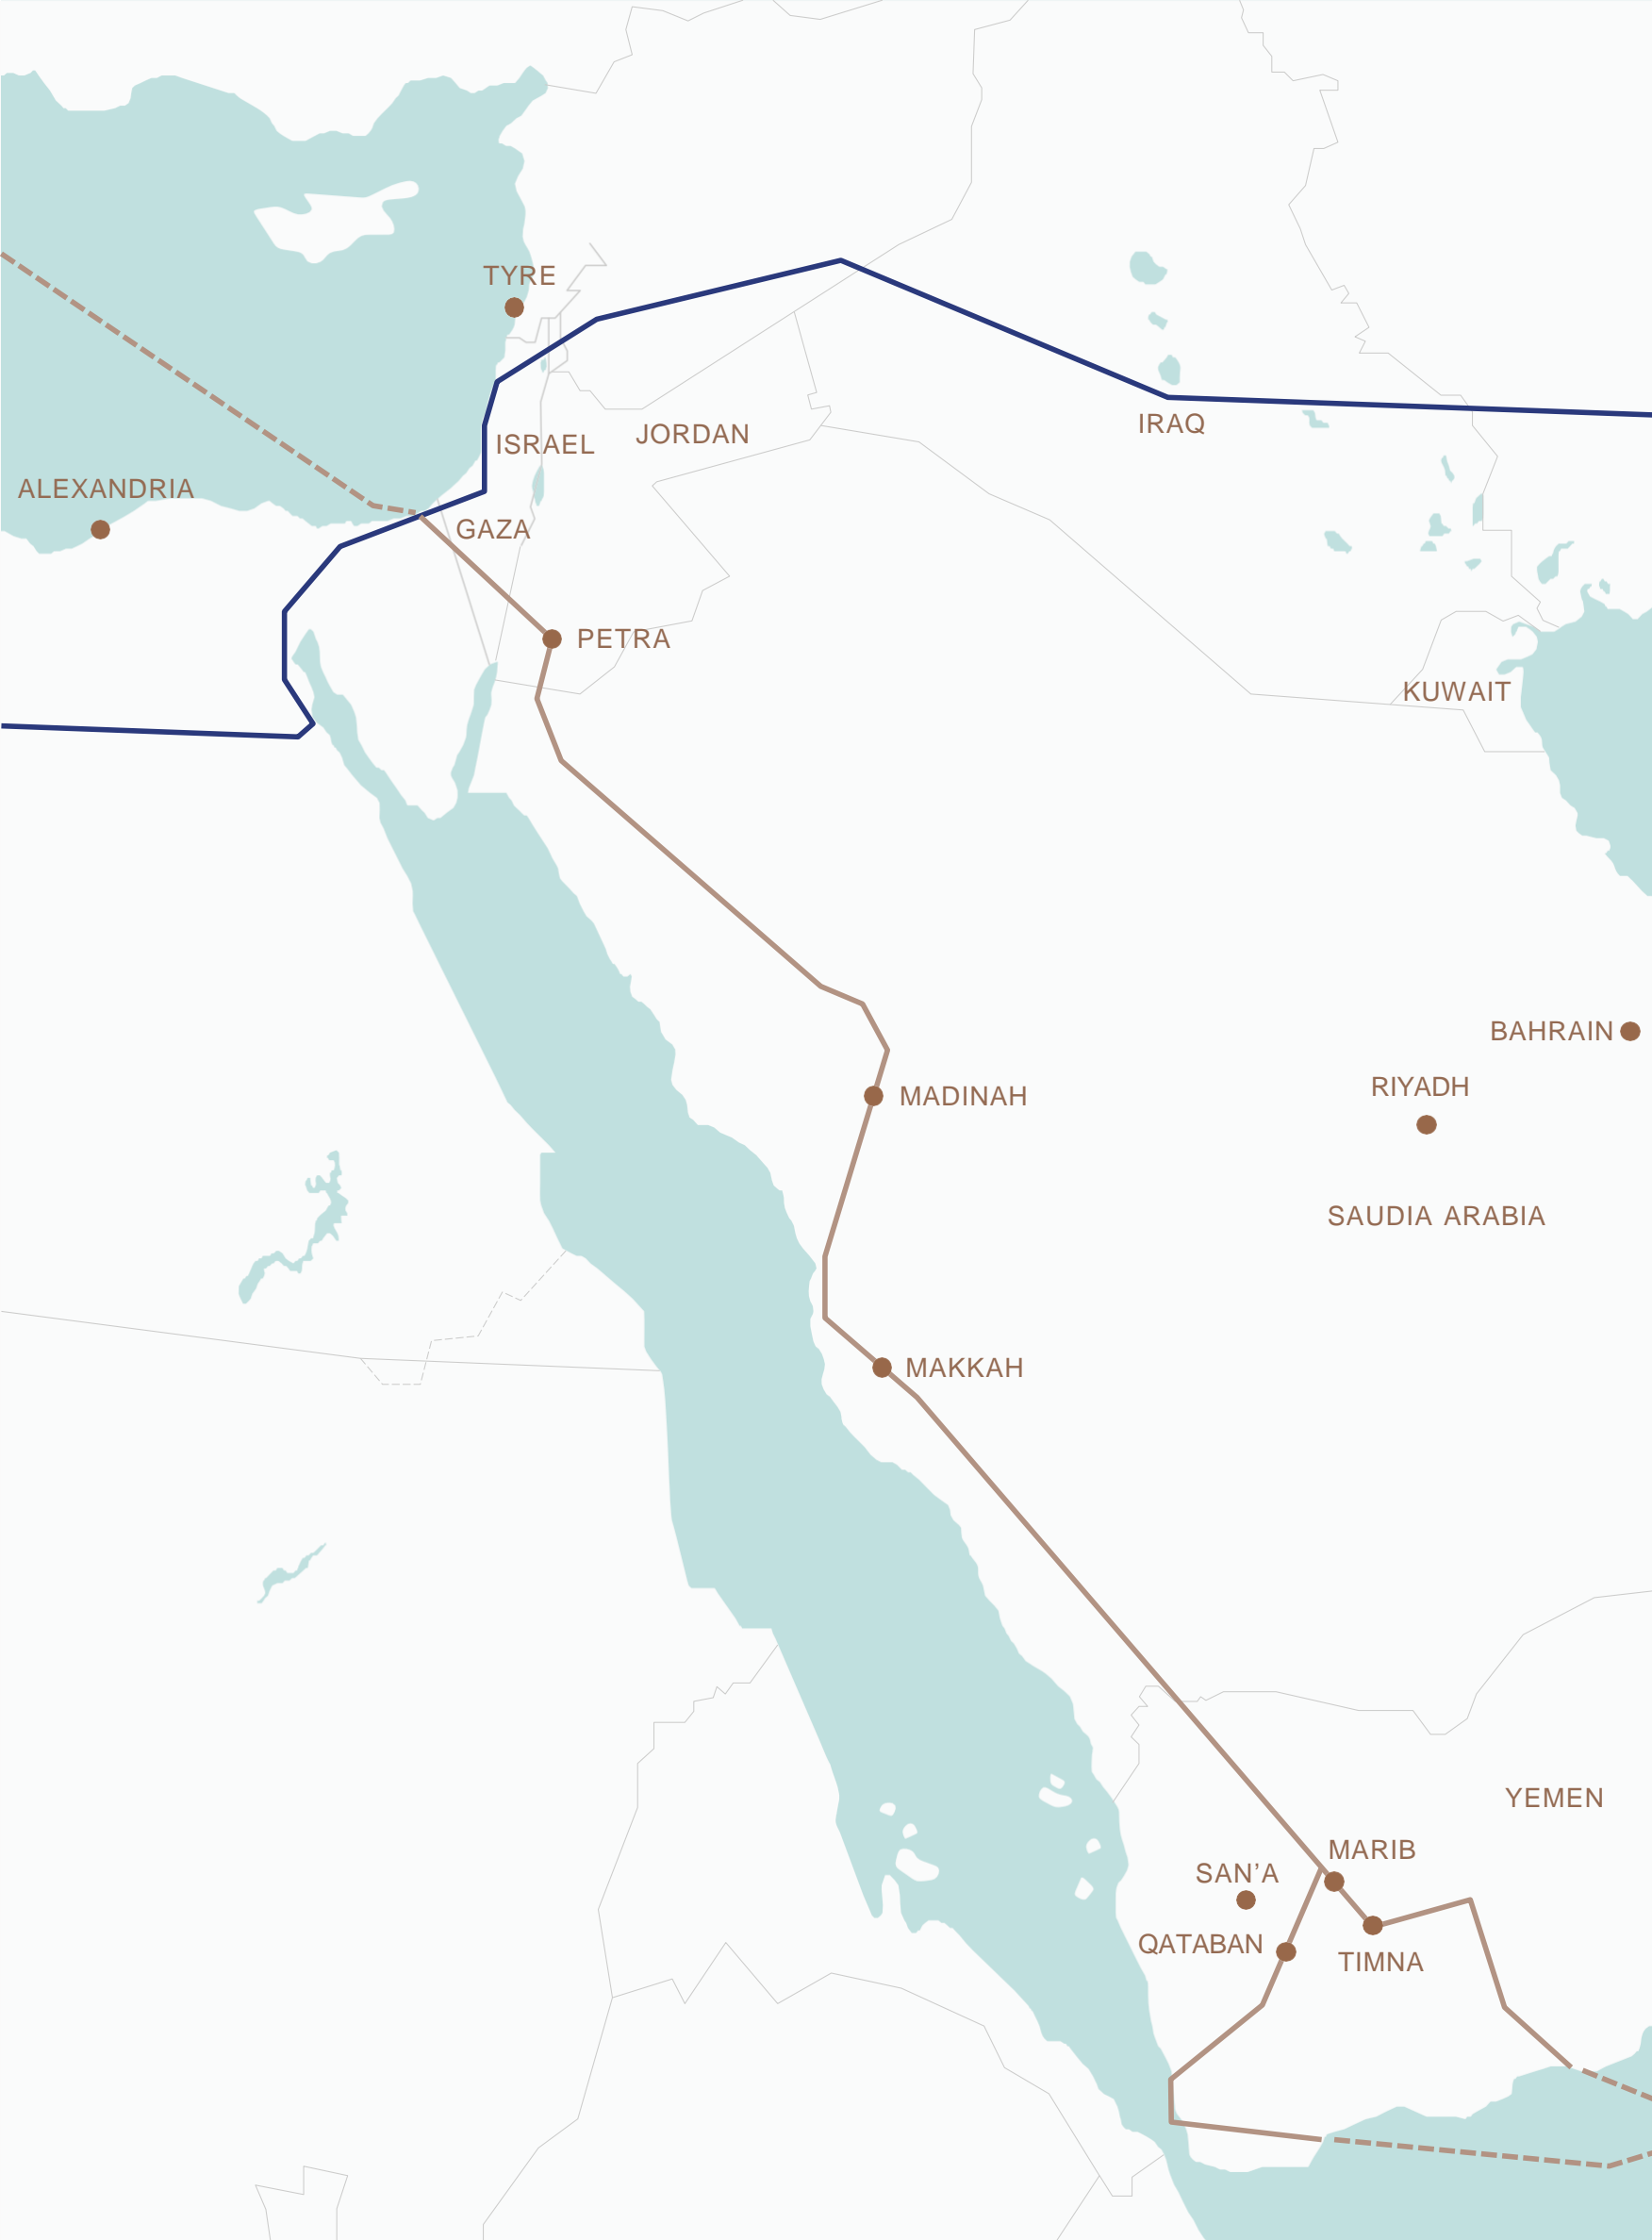 TYRE
IRAQ
JORDAN
ISRAEL
ALEXANDRIA
GAZA
PETRA
KUWAIT
BAHRAIN
RIYADH
MADINAH
SAUDIA ARABIA
MAKKAH
YEMEN
MARIB
SAN’A
QATABAN
TIMNA